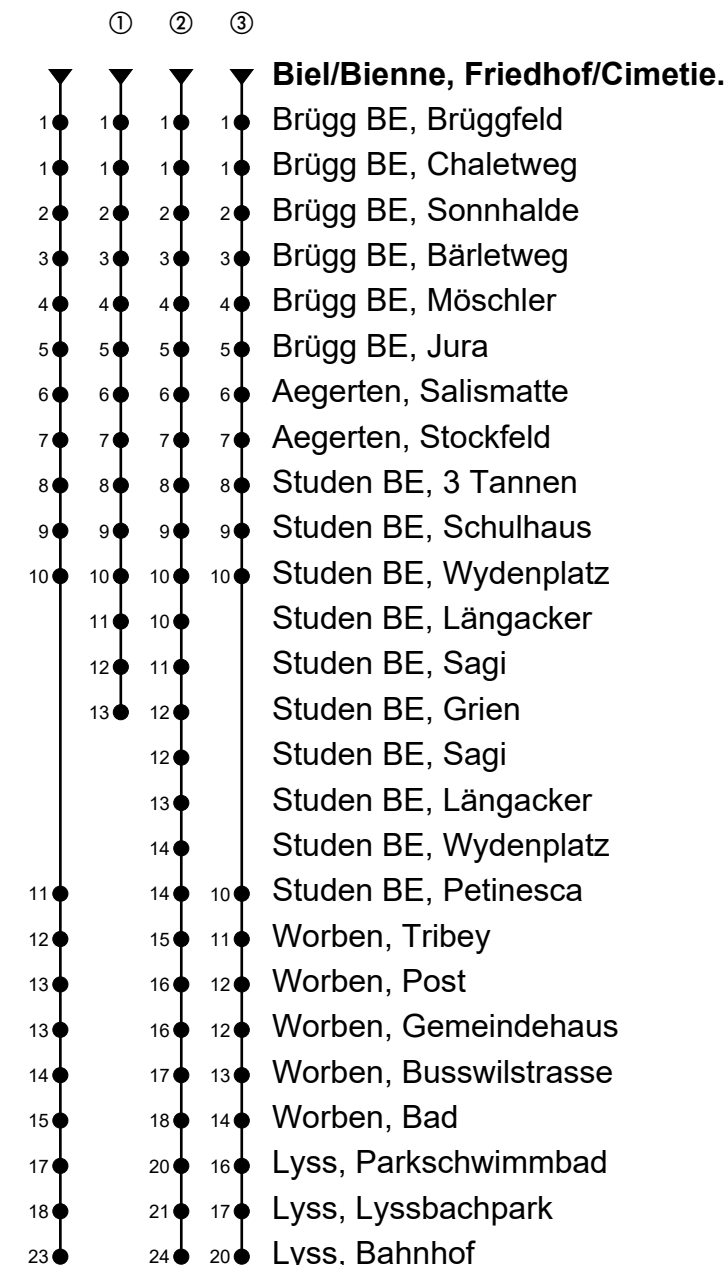 ① ② ③
Biel/Bienne, Friedhof/Cimetie.
1 1 1 1 Brügg BE, Brüggfeld
1 1 1 1 Brügg BE, Chaletweg
2 2 2 2 Brügg BE, Sonnhalde
3 3 3 3 Brügg BE, Bärletweg
4 4 4 4 Brügg BE, Möschler
5 5 5 5 Brügg BE, Jura
6 6 6 6 Aegerten, Salismatte
7 7 7 7 Aegerten, Stockfeld
8 8 8 8 Studen BE, 3 Tannen
9 9 9 9 Studen BE, Schulhaus
10 10 10 10 Studen BE, Wydenplatz
11 10 Studen BE, Längacker
12 11 Studen BE, Sagi
13 12 Studen BE, Grien
12 Studen BE, Sagi
13 Studen BE, Längacker
14 Studen BE, Wydenplatz
11 14 10 Studen BE, Petinesca
12 15 11 Worben, Tribey
13 16 12 Worben, Post
13 16 12 Worben, Gemeindehaus
14 17 13 Worben, Busswilstrasse
15 18 14 Worben, Bad
17 20 16 Lyss, Parkschwimmbad
18 21 17 Lyss, Lyssbachpark
23 24 20 Lyss, Bahnhof